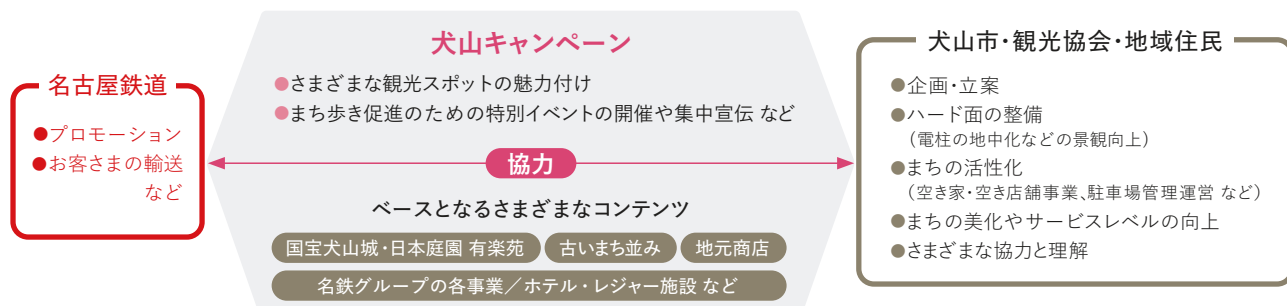 名古屋鉄道
●プロモーション
●お客さまの輸送
など
犬山キャンペーン
●さまざまな観光スポットの魅力付け
●まち歩き促進のための特別イベントの開催や集中宣伝 など
協力
ベースとなるさまざまなコンテンツ
国宝犬山城・日本庭園 有楽苑
古いまち並み
地元商店
名鉄グループの各事業／ホテル・レジャー施設 など
犬山市・観光協会・地域住民
●企画・立案
●ハード面の整備
（電柱の地中化などの景観向上）
●まちの活性化
（空き家・空き店舗事業、駐車場管理運営 など）
●まちの美化やサービスレベルの向上
●さまざまな協力と理解